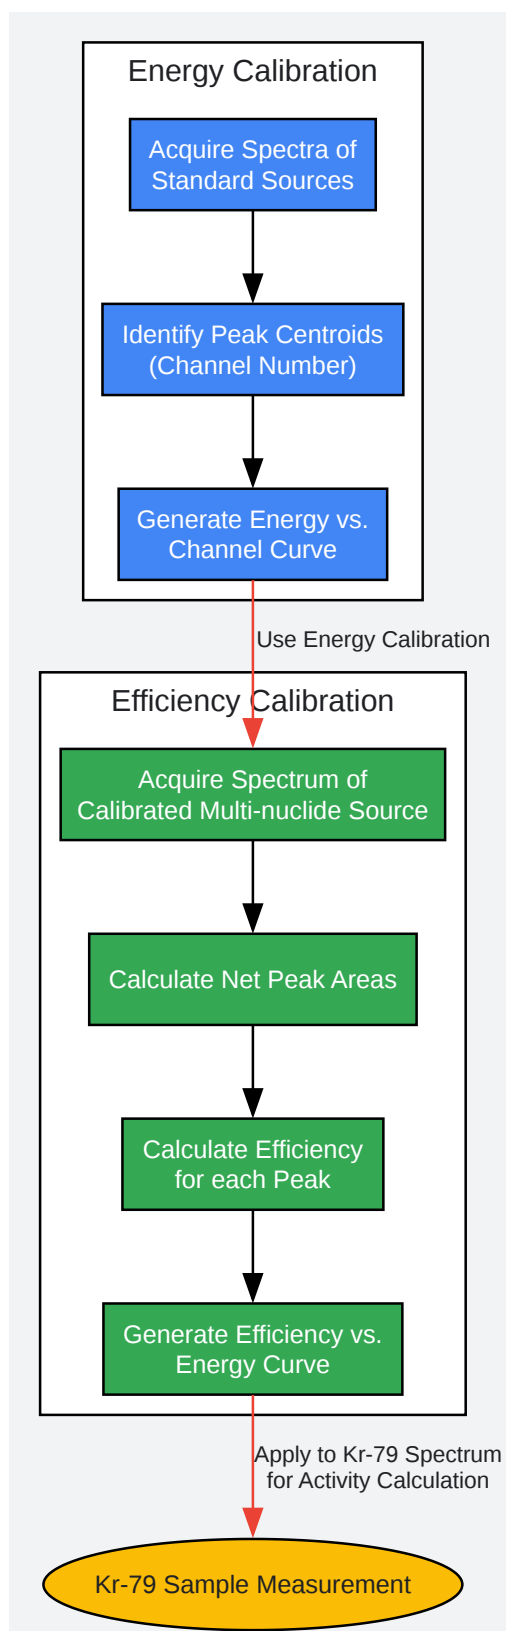 Energy Calibration
Acquire Spectra of
Standard Sources
Identify Peak Centroids
(Channel Number)
Generate Energy vs.
Channel Curve
Use Energy Calibration
Efficiency Calibration
Acquire Spectrum of
Calibrated Multi-nuclide Source
Calculate Net Peak Areas
Calculate Efficiency
for each Peak
Generate Efficiency vs.
Energy Curve
Apply to Kr-79 Spectrum
for Activity Calculation
Kr-79 Sample Measurement